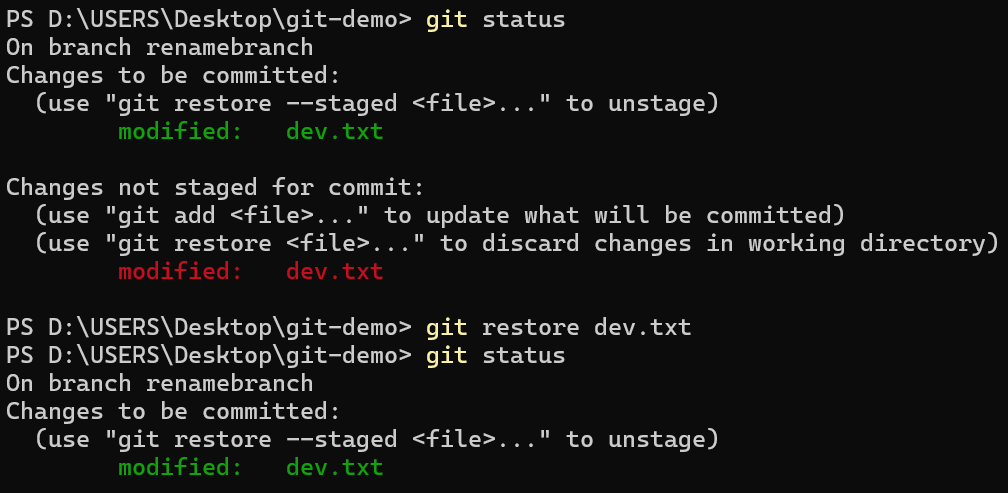 PS D:\USERS\Desktop\git-demo> git status
On branch renamebranch
Changes to be committed:
  (use "git restore --staged <file>..." to unstage)
        modified:   dev.txt

Changes not staged for commit:
  (use "git add <file>..." to update what will be committed)
  (use "git restore <file>..." to discard changes in working directory)
        modified:   dev.txt

PS D:\USERS\Desktop\git-demo> git restore dev.txt
PS D:\USERS\Desktop\git-demo> git status
On branch renamebranch
Changes to be committed:
  (use "git restore --staged <file>..." to unstage)
        modified:   dev.txt